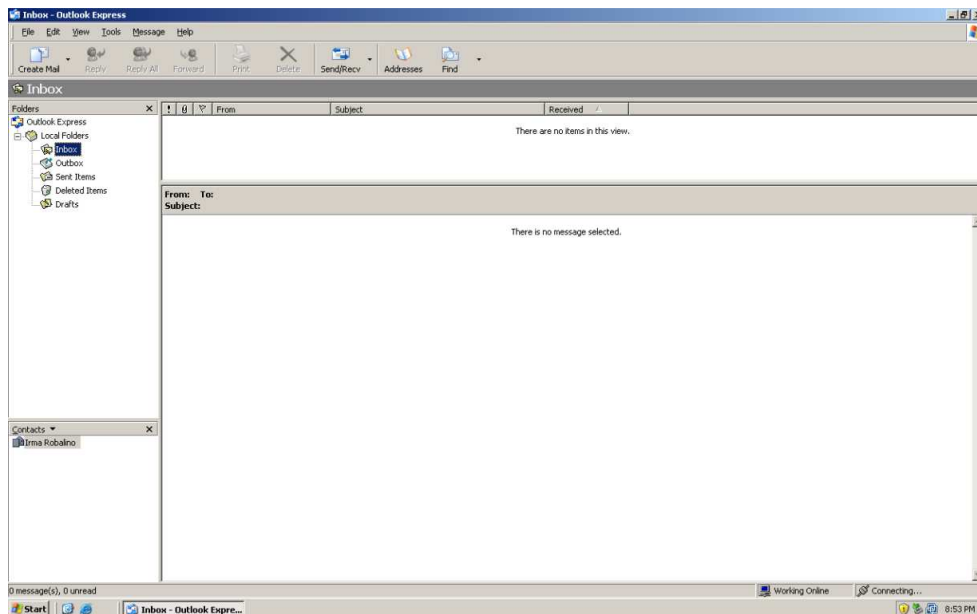 Inbox - Outlook Express
File Edit View Tools Message Help
Create Mail Reply Reply All Forward Print Delete Send/Recv Addresses Find
Inbox
Folders
! From Subject Received
Outlook Express
Local Folders
Inbox
Outbox
Sent Items
Deleted Items
Drafts
There are no items in this view.
From: To:
Subject:
There is no message selected.
Contacts
Irma Robalino
0 message(s), 0 unread Working Online Connecting...
Start Inbox - Outlook Expre... 8:53 PM